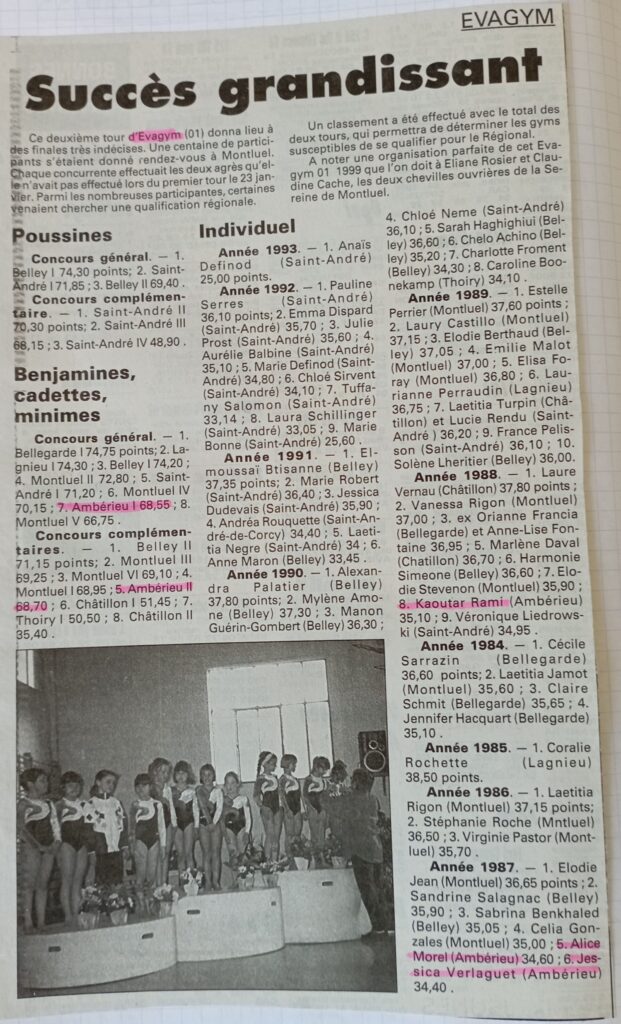 EVAGYM
Succès grandissant
Ce deuxième tour d'Evagym (01) donna lieu à
des finales très indécises. Une centaine de partici-
pants s'étaient donné rendez-vous à Montluel.
Chaque concurrente effectuait les deux agrès qu'el-
le n'avait pas effectué lors du premier tour le 23 jan-
vier. Parmi les nombreuses participantes, certaines
venaient chercher une qualification régionale.
Un classement a été effectué avec le total des
deux tours, qui permettra de déterminer les gyms
susceptibles de se qualifier pour le Régional.
A noter une organisation parfaite de cet Eva-
gym 01 1999 que l'on doit à Eliane Rosier et Clau-
dine Cache, les deux chevilles ouvrières de la Se-
reine de Montluel.
Poussines
Concours général. — 1.
Belley I 74,30 points; 2. Saint-
André I 71,85 ; 3. Belley II 69,40 .
Concours complémen-
taire. — 1. Saint-André II
70,30 points; 2. Saint-André III
68,15 ; 3. Saint-André IV 48,90 .
Benjamines,
cadettes,
minimes
Concours général. — 1.
Bellegarde I 74,75 points; 2. La-
gnieu I 74,30 ; 3. Belley I 74,20 ;
4. Montluel II 72,80 ; 5. Saint-
André I 71,20 ; 6. Montluel IV
70,15 ; 7. Ambérieu I 68,55 ; 8.
Montluel V 66,75 .
Concours complémen-
taires. — 1. Belley II
71,15 points; 2. Montluel III
69,25 ; 3. Montluel VI 69,10 ; 4.
Montluel I 68,95 ; 5. Ambérieu II
68,70 ; 6. Châtillon I 51,45 ; 7.
Thoiry I 50,50 ; 8. Châtillon II
35,40 .
Individuel
Année 1993. — 1. Anaïs
Definod (Saint-André)
25,00 points.
Année 1992. — 1. Pauline
Serres (Saint-André)
36,10 points; 2. Emma Dispard
(Saint-André) 35,70 ; 3. Julie
Prost (Saint-André) 35,60 ; 4.
Aurélie Balbine (Saint-André)
35,10 ; 5. Marie Definod (Saint-
André) 34,80 ; 6. Chloé Sirvent
(Saint-André) 34,10 ; 7. Tuffa-
ny Salomon (Saint-André)
33,14 ; 8. Laura Schillinger
(Saint-André) 33,05 ; 9. Marie
Bonne (Saint-André) 25,60 .
Année 1991. — 1. El-
moussaï Btisanne (Belley)
37,35 points; 2. Marie Robert
(Saint-André) 36,40 ; 3. Jessica
Dudevais (Saint-André) 35,90 ;
4. Andréa Rouquette (Saint-An-
dré-de-Corcy) 34,40 ; 5. Laeti-
tia Negre (Saint-André) 34 ; 6.
Anne Maron (Belley) 33,45 .
Année 1990. — 1. Alexan-
dra Palatier (Belley)
37,80 points; 2. Mylène Amo-
ne (Belley) 37,30 ; 3. Manon
Guérin-Gombert (Belley) 36,30 ;
4. Chloé Neme (Saint-André)
36,10 ; 5. Sarah Haghighiui (Bel-
ley) 36,60 ; 6. Chelo Achino (Bel-
ley) 35,20 ; 7. Charlotte Froment
(Belley) 34,30 ; 8. Caroline Boo-
nekamp (Thoiry) 34,10 .
Année 1989. — 1. Estelle
Perrier (Montluel) 37,60 points ;
2. Laury Castillo (Montluel)
37,15 ; 3. Elodie Berthaud (Bel-
ley) 37,05 ; 4. Emilie Malot
(Montluel) 37,00 ; 5. Elisa Fo-
ray (Montluel) 36,80 ; 6. Lau-
rianne Perraudin (Lagnieu)
36,75 ; 7. Laetitia Turpin (Châ-
tillon) et Lucie Rendu (Saint-
André ) 36,20 ; 9. France Pelis-
son (Saint-André) 36,10 ; 10.
Solène Lheritier (Belley) 36,00.
Année 1988. — 1. Laure
Vernau (Châtillon) 37,80 points ;
2. Vanessa Rigon (Montluel)
37,00 ; 3. ex Orianne Francia
(Bellegarde) et Anne-Lise Fon-
taine 36,95 ; 5. Marlène Daval
(Chatillon) 36,70 ; 6. Harmonie
Simeone (Belley) 36,60 ; 7. Elo-
die Stevenon (Montluel) 35,90 ;
8. Kaoutar Rami (Ambérieu)
35,10 ; 9. Véronique Liedrows-
ki (Saint-André) 34,95 .
Année 1984. — 1. Cécile
Sarrazin (Bellegarde)
36,60 points; 2. Laetitia Jamot
(Montluel) 35,60 ; 3. Claire
Schmit (Bellegarde) 35,65 ; 4.
Jennifer Hacquart (Bellegarde)
35,10 .
Année 1985. — 1. Coralie
Rochette (Lagnieu)
38,50 points.
Année 1986. — 1. Laetitia
Rigon (Montluel) 37,15 points;
2. Stéphanie Roche (Mntluel)
36,50 ; 3. Virginie Pastor (Mont-
luel) 35,70 .
Année 1987. — 1. Elodie
Jean (Montluel) 36,65 points ; 2.
Sandrine Salagnac (Belley)
35,90 ; 3. Sabrina Benkhaled
(Belley) 35,05 ; 4. Celia Gon-
zales (Montluel) 35,00 ; 5. Alice
Morel (Ambérieu) 34,60 ; 6. Jes-
sica Verlaguet (Ambérieu)
34,40 .